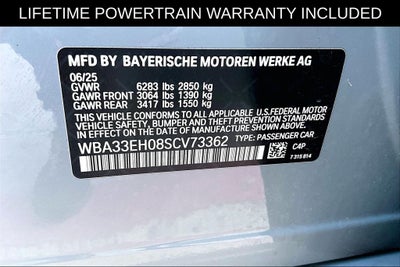 LIFETIME POWERTRAIN WARRANTY INCLUDED
MFD BY BAYERISCHE MOTOREN WERKE AG
06/25
GVWR 6283 lbs 2850 kg
GAWR FRONT 3064 lbs 1390 kg
GAWR REAR 3417 lbs 1550 kg
THIS VEHICLE CONFORMS TO ALL APPLICABLE U.S.FEDERAL MOTOR
VEHICLE SAFETY, BUMPER AND THEFT PREVENTION STANDARDS
IN EFFECT ON THE DATE OF MANUFACTURE SHOWN ABOVE.
WBA33EH08SCV73362 TYPE: PASSENGER CAR
C4P
7 315 814